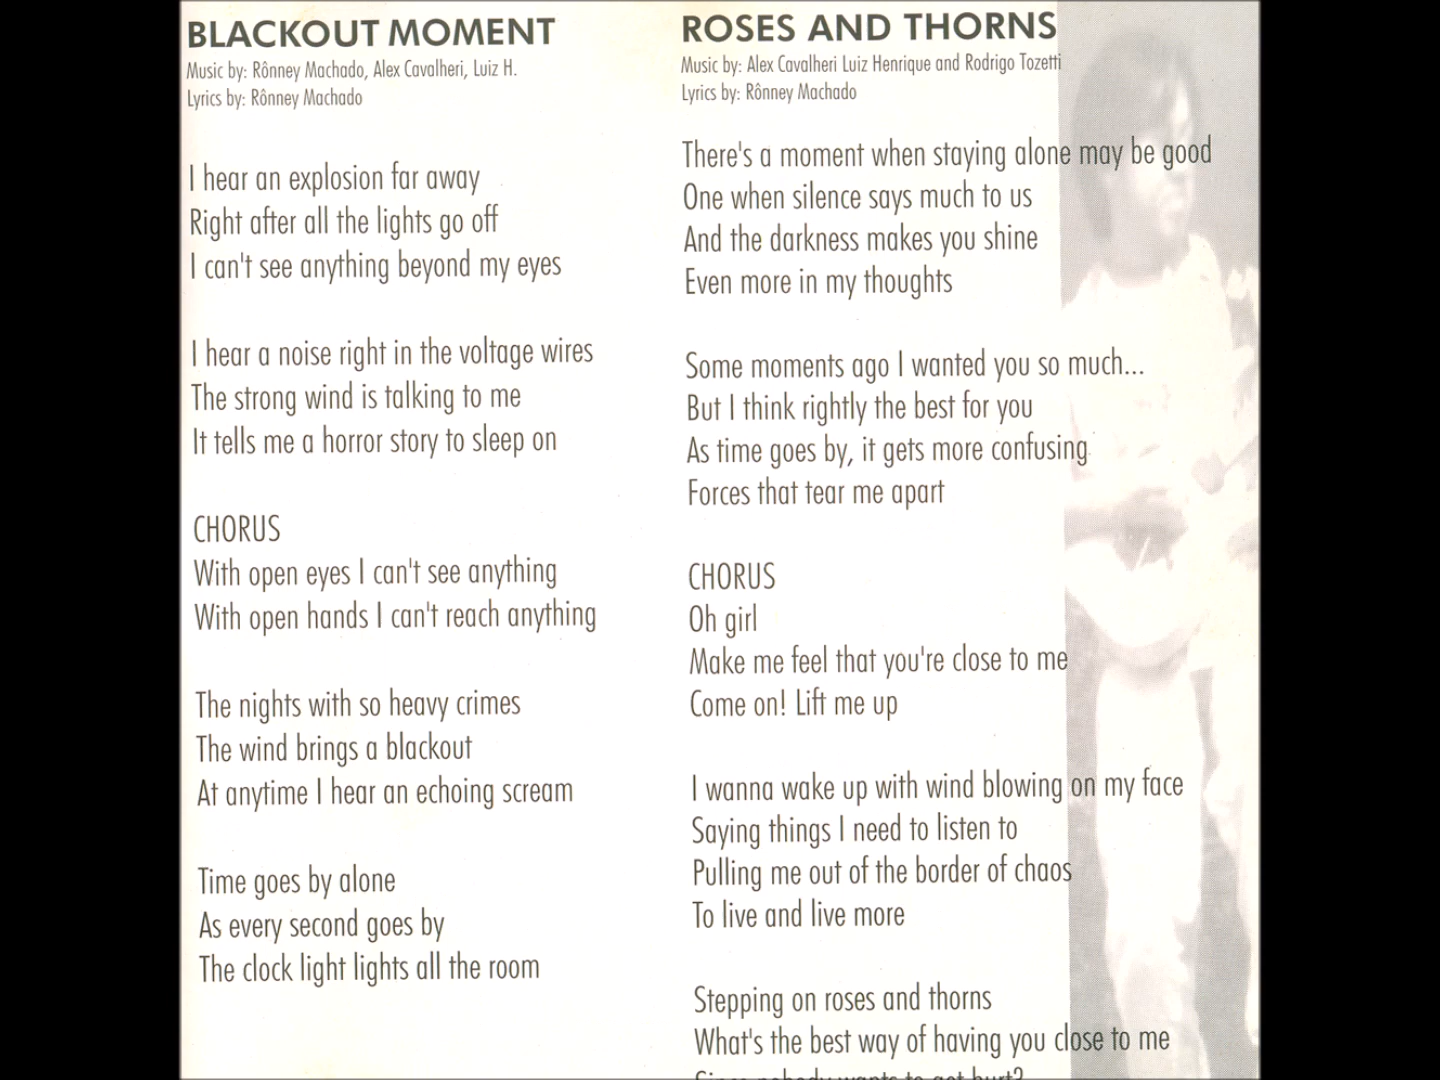 BLACKOUT MOMENT
Music by: Rônney Machado, Alex Cavalheri, Luiz H.
Lyrics by: Rônney Machado
I hear an explosion far away
Right after all the lights go off
I can't see anything beyond my eyes
I hear a noise right in the voltage wires
The strong wind is talking to me
It tells me a horror story to sleep on
CHORUS
With open eyes I can't see anything
With open hands I can't reach anything
The nights with so heavy crimes
The wind brings a blackout
At anytime I hear an echoing scream
Time goes by alone
As every second goes by
The clock light lights all the room
ROSES AND THORNS
Music by: Alex Cavalheri Luiz Henrique and Rodrigo Tozetti
Lyrics by: Rônney Machado
There's a moment when staying alone may be good
One when silence says much to us
And the darkness makes you shine
Even more in my thoughts
Some moments ago I wanted you so much...
But I think rightly the best for you
As time goes by, it gets more confusing
Forces that tear me apart
CHORUS
Oh girl
Make me feel that you're close to me
Come on! Lift me up
I wanna wake up with wind blowing on my face
Saying things I need to listen to
Pulling me out of the border of chaos
To live and live more
Stepping on roses and thorns
What's the best way of having you close to me
Since nobody wants to get hurt?